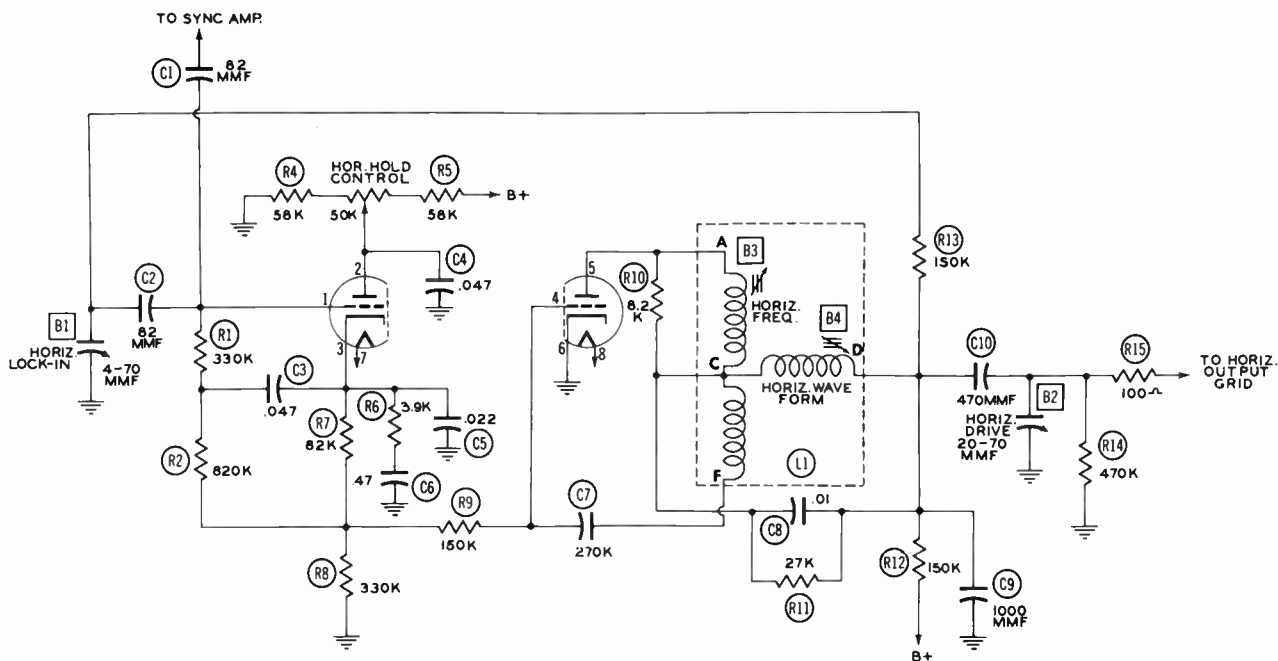 TO SYNC AMP.
C1
82
MMF
R4
HOR. HOLD
CONTROL
R5
58K
50K
58K
B+
C2
82
MMF
B1
HORIZ
LOCK-IN
4-70
MMF
1
2
3
7
C4
.047
R1
330K
C3
.047
R2
820K
R7
82K
R6
3.9K
.022
C5
.47
C6
R8
330K
R9
150K
C7
270K
4
5
6
8
R10
8.2
K
A
B3
HORIZ.
FREQ.
B4
C
D
HORIZ. WAVE
FORM
F
L1
C8
.01
27K
R11
R12
150K
B+
C9
1000
MMF
R13
150K
C10
470MMF
B2
HORIZ.
DRIVE
20-70
MMF
R14
470K
R15
100Ω
TO HORIZ.
OUTPUT
GRID